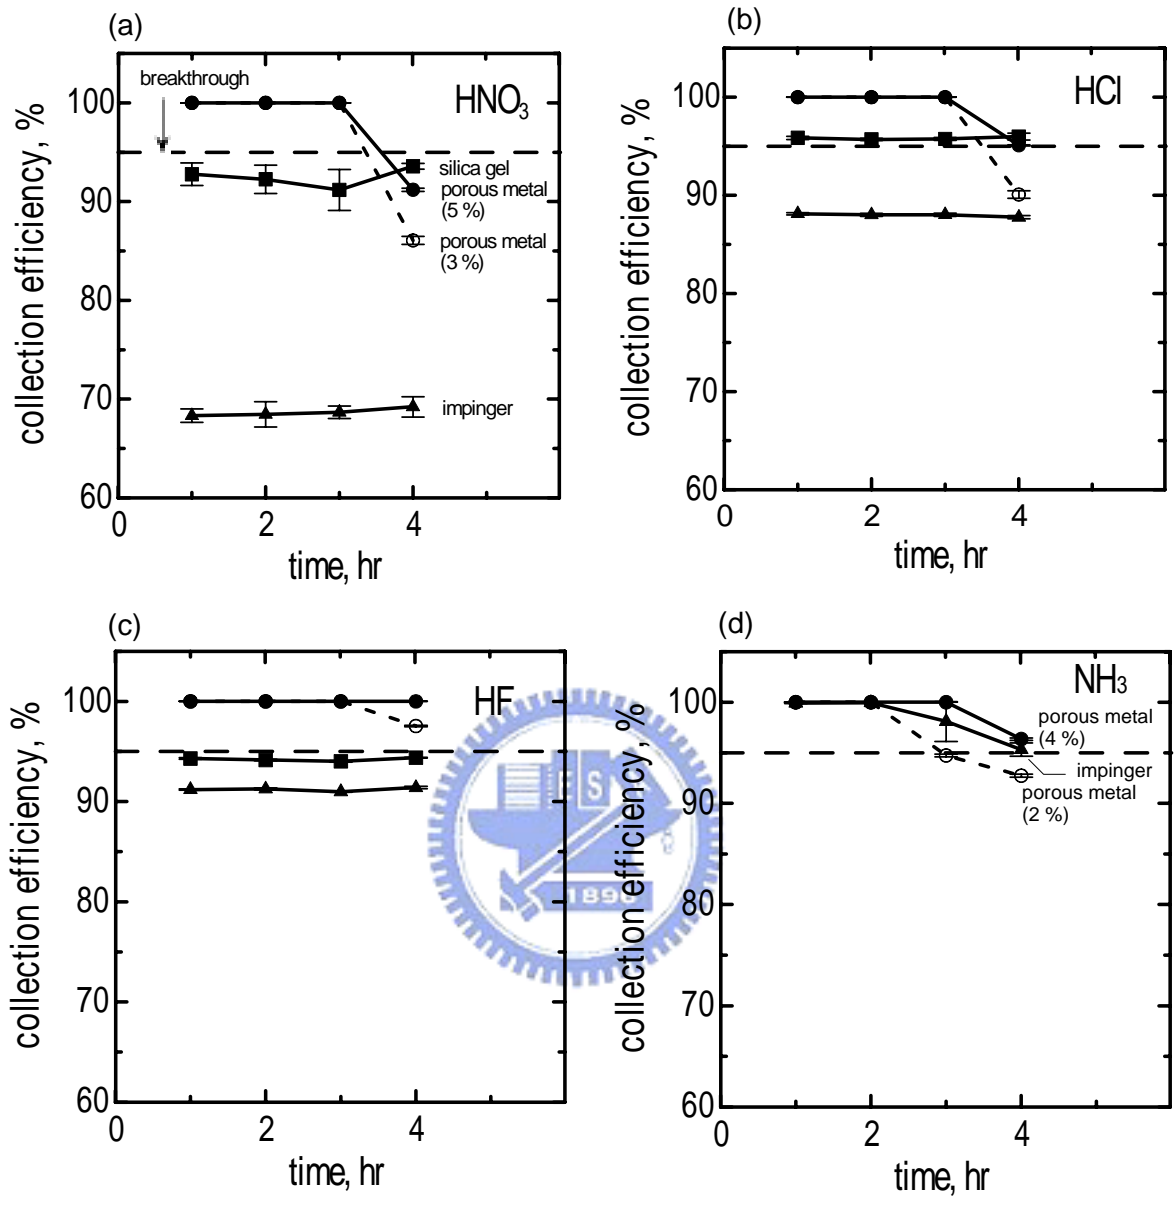 (a)
breakthrough
HNO₃
collection efficiency, %
100
90
80
70
60
silica gel
porous metal
(5 %)
porous metal
(3 %)
impinger
0
2
4
time, hr
(b)
HCl
collection efficiency, %
100
90
80
70
60
0
2
4
time, hr
(c)
HF
collection efficiency, %
100
90
80
70
60
0
2
4
time, hr
(d)
NH₃
collection efficiency, %
100
90
80
70
60
porous metal
(4 %)
impinger
porous metal
(2 %)
0
2
4
time, hr
E S
1896